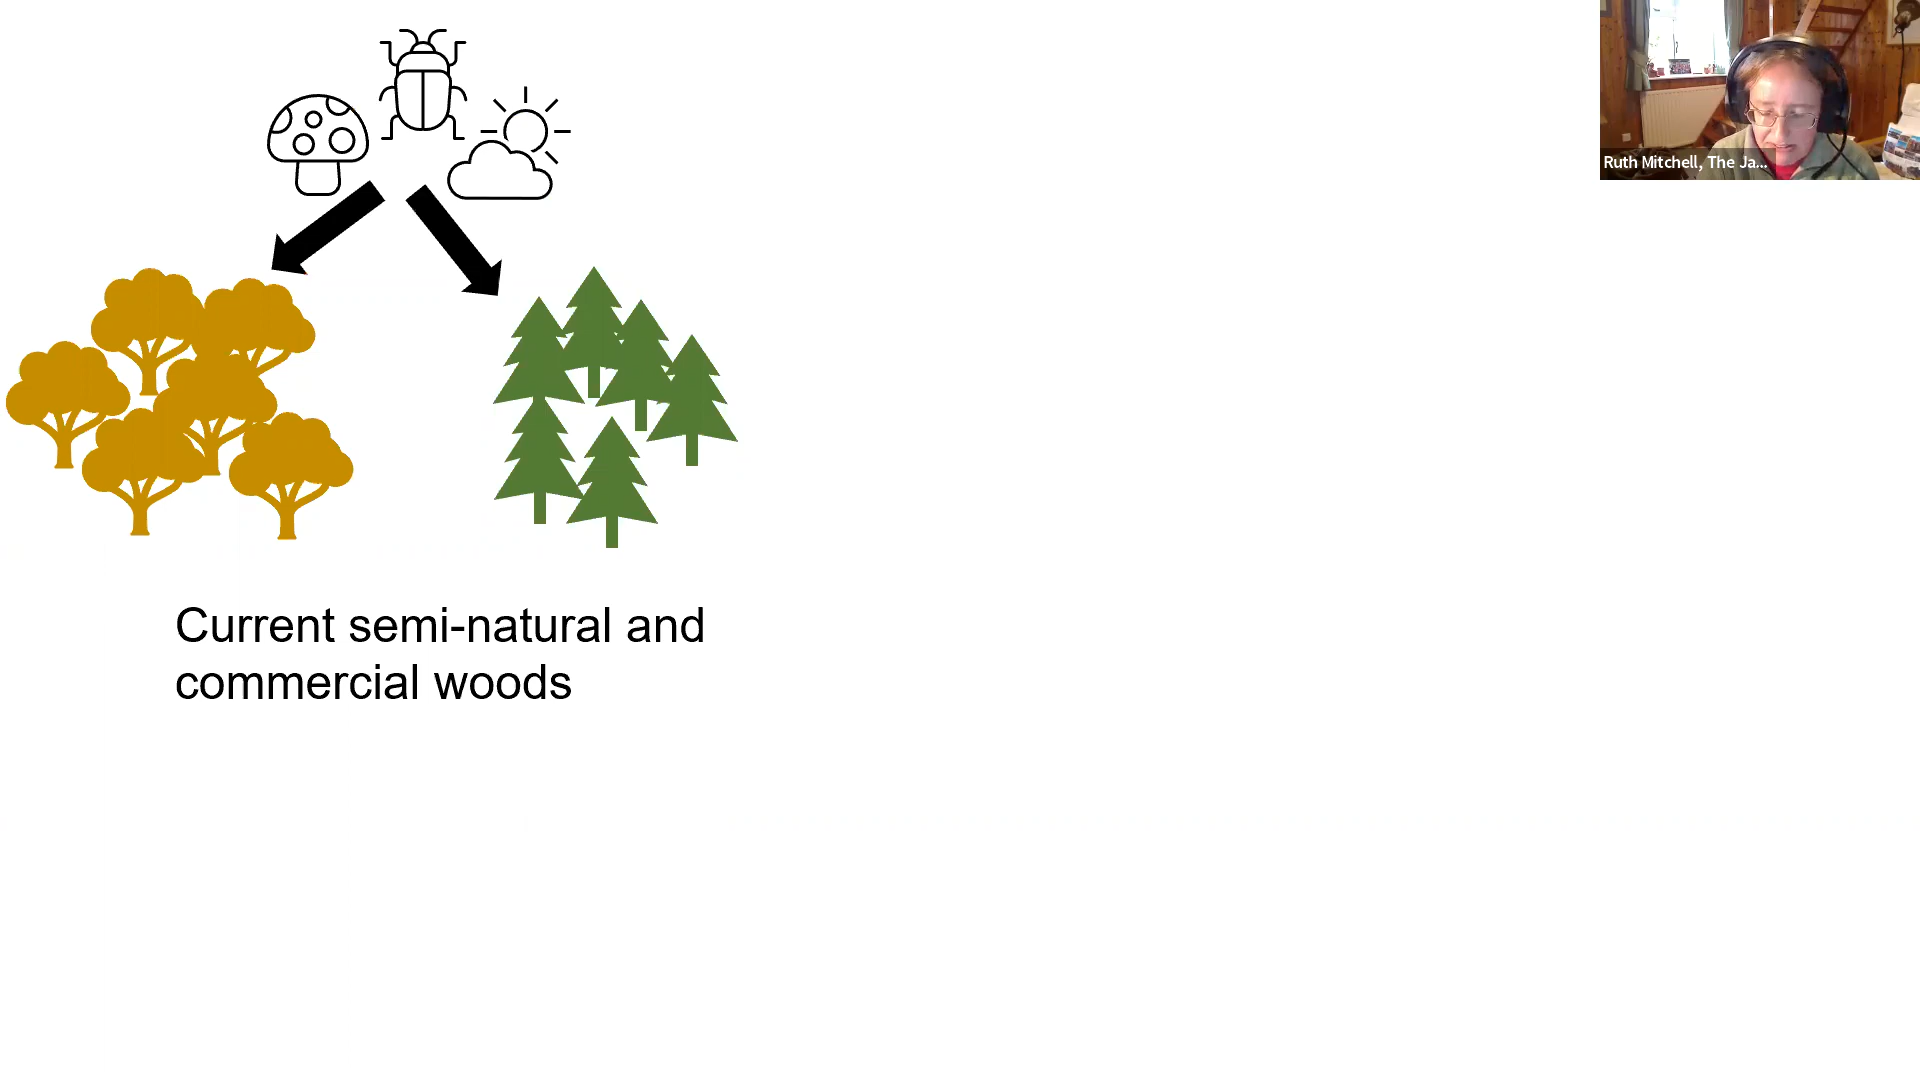 Ruth Mitchell, The Ja...
Current semi-natural and
commercial woods